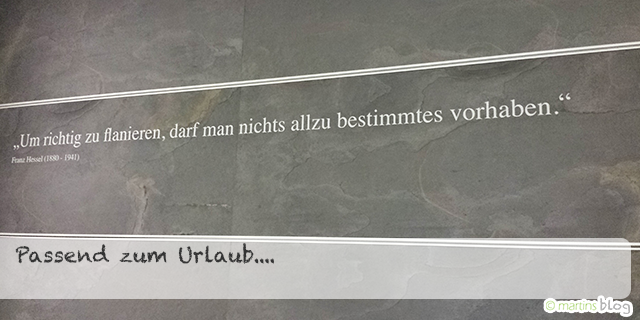 „Um richtig zu flanieren, darf man nichts allzu bestimmtes vorhaben.“
Franz Hessel (1880 - 1941)
Passend zum Urlaub....
© martins blog